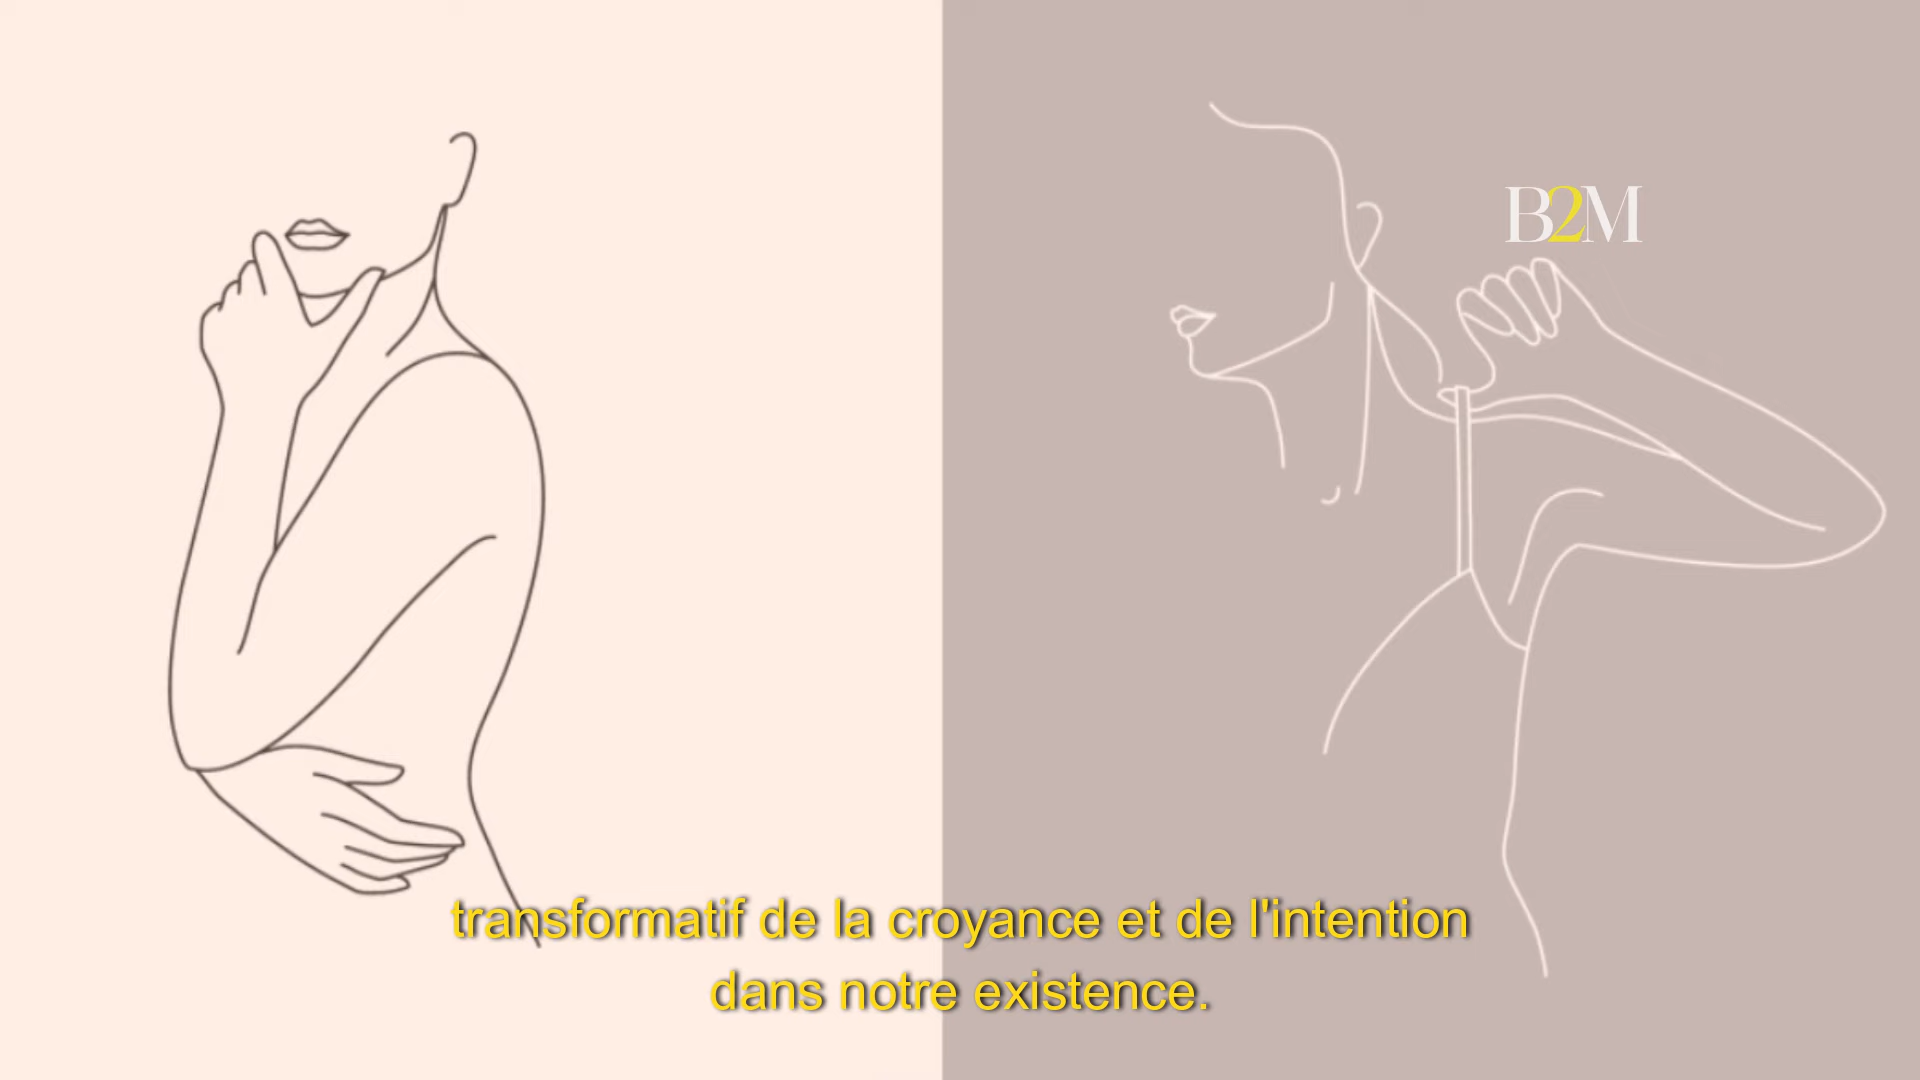 B2M
transformatif de la croyance et de l'intention
dans notre existence.